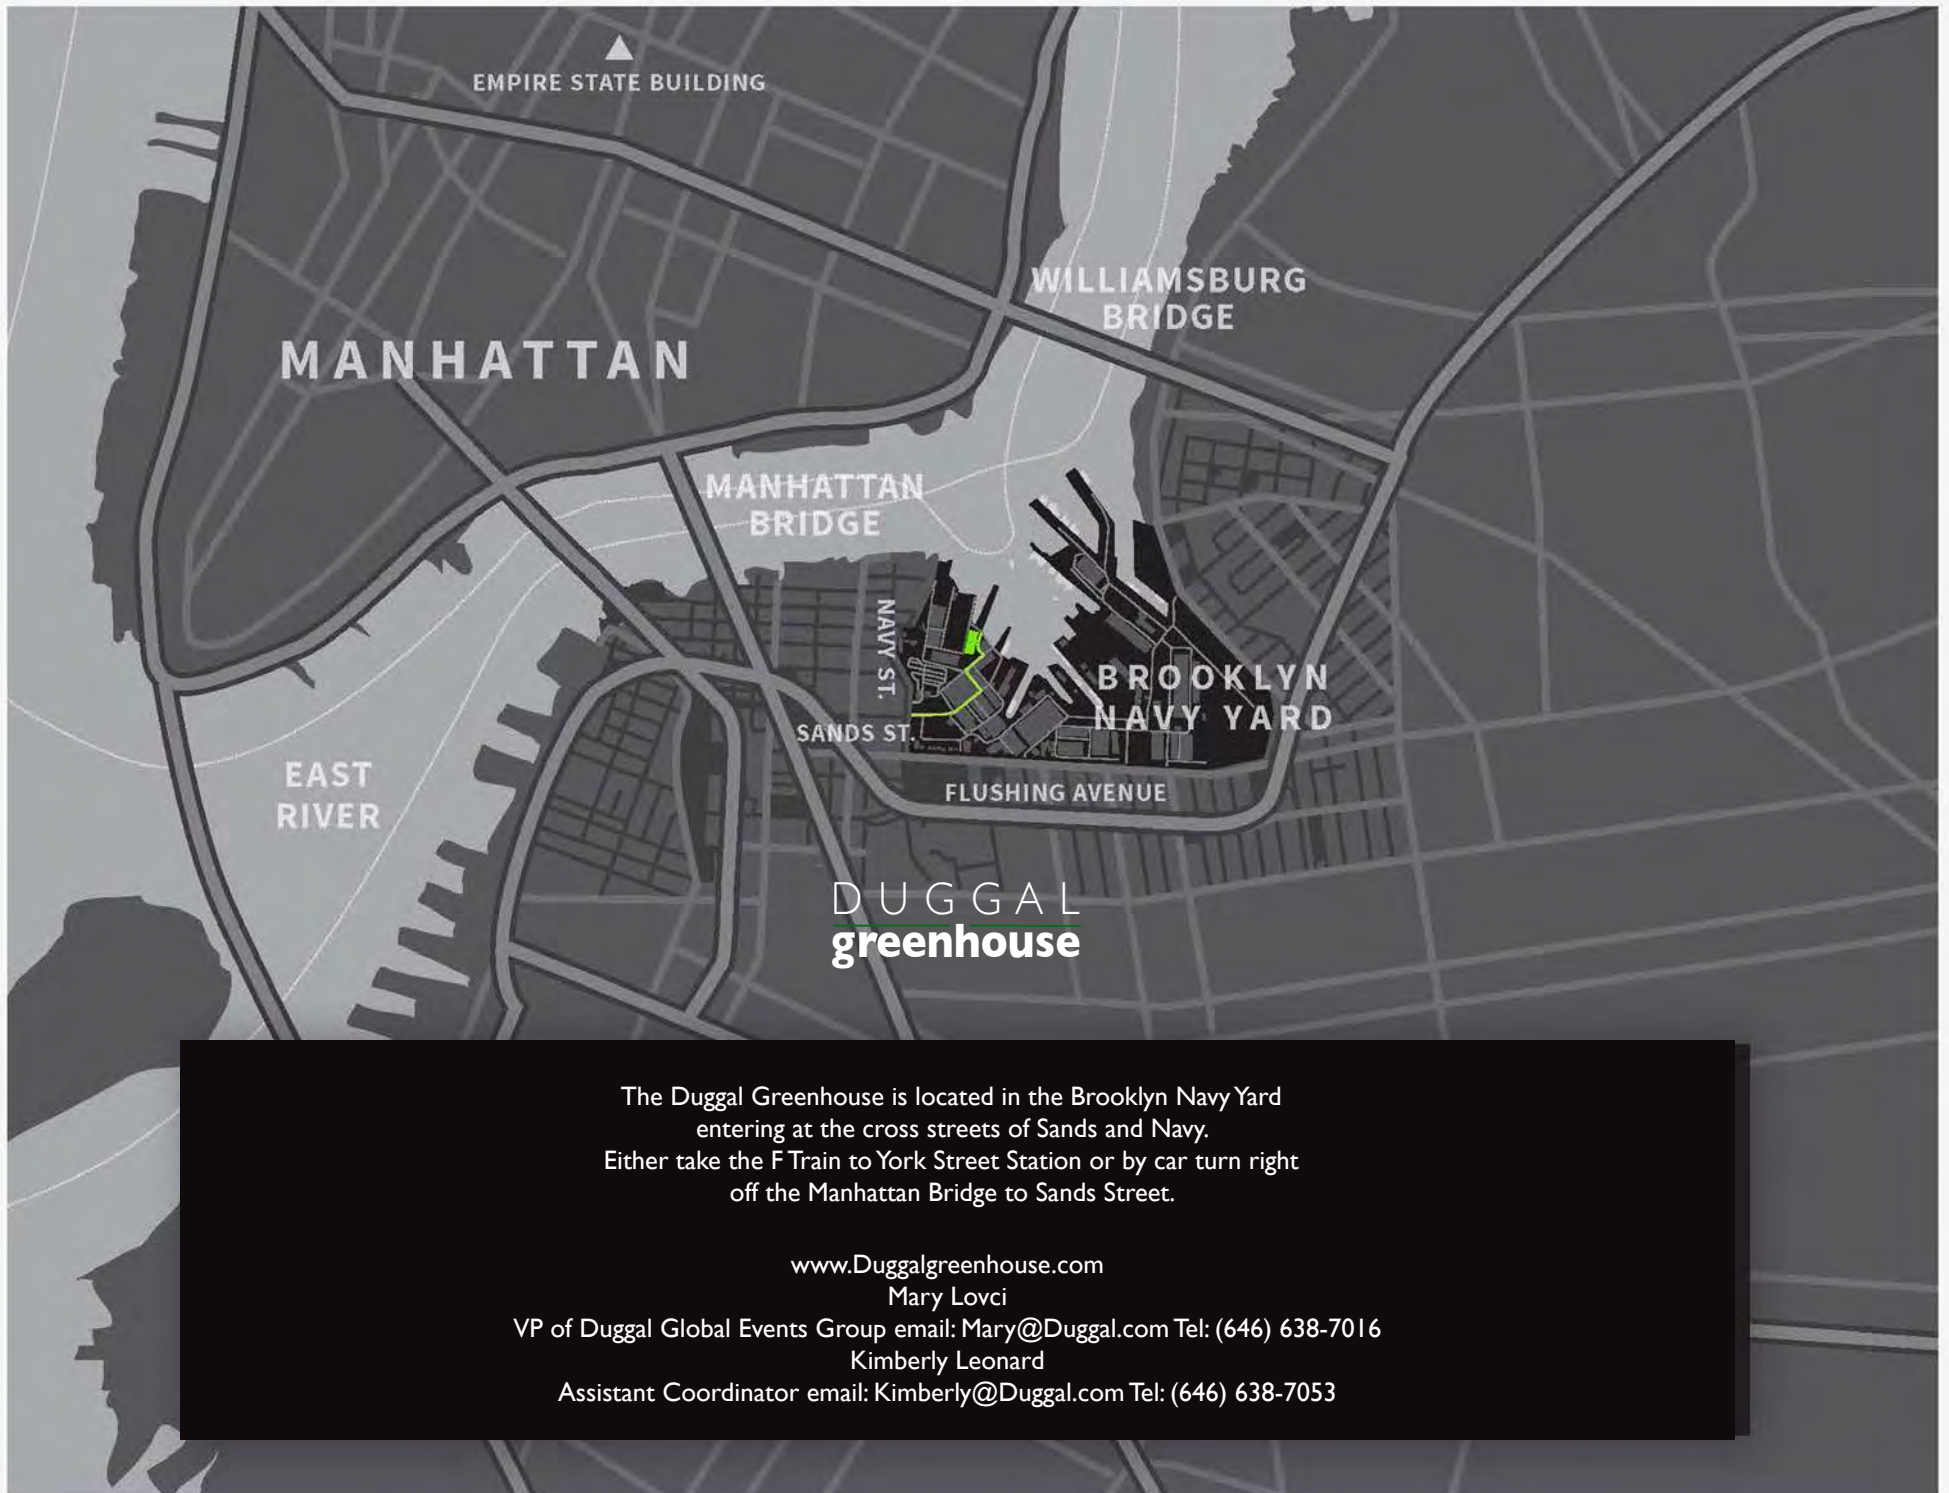 EMPIRE STATE BUILDING
WILLIAMSBURG
BRIDGE
MANHATTAN
MANHATTAN
BRIDGE
NAVY ST.
BROOKLYN
NAVY YARD
SANDS ST.
EAST
RIVER
FLUSHING AVENUE
DUGGAL
greenhouse
The Duggal Greenhouse is located in the Brooklyn Navy Yard
entering at the cross streets of Sands and Navy.
Either take the F Train to York Street Station or by car turn right
off the Manhattan Bridge to Sands Street.
www.Duggalgreenhouse.com
Mary Lovci
VP of Duggal Global Events Group email: Mary@Duggal.com Tel: (646) 638-7016
Kimberly Leonard
Assistant Coordinator email: Kimberly@Duggal.com Tel: (646) 638-7053